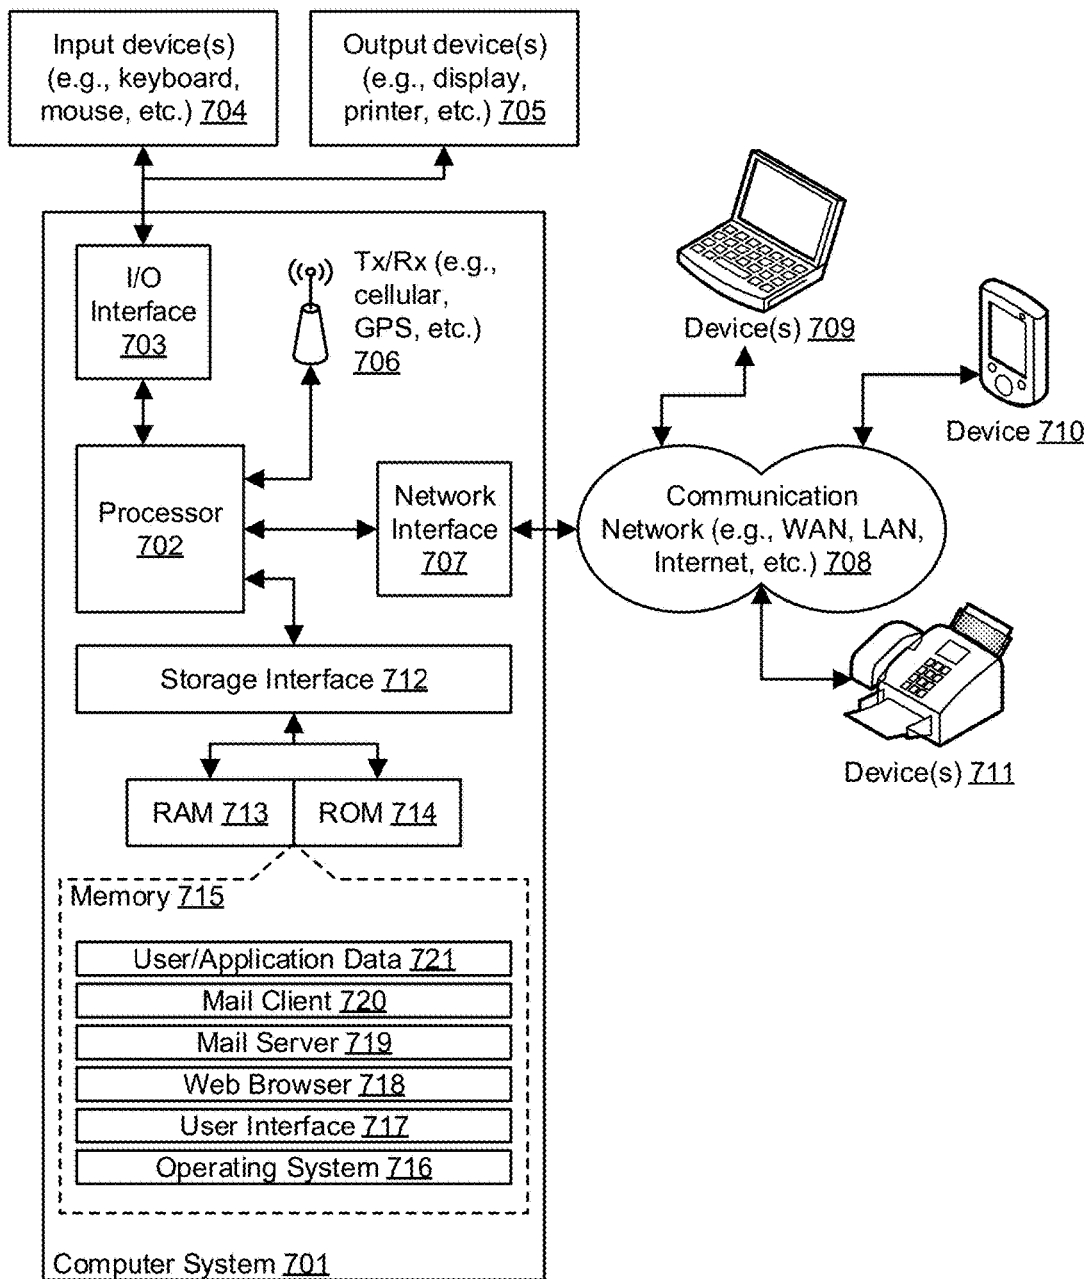 Input device(s)
(e.g., keyboard,
mouse, etc.) 704
Output device(s)
(e.g., display,
printer, etc.) 705
I/O
Interface
703
Tx/Rx (e.g.,
cellular,
GPS, etc.)
706
Device(s) 709
Device 710
Processor
702
Network
Interface
707
Communication
Network (e.g., WAN, LAN,
Internet, etc.) 708
Storage Interface 712
Device(s) 711
RAM 713
ROM 714
Memory 715
User/Application Data 721
Mail Client 720
Mail Server 719
Web Browser 718
User Interface 717
Operating System 716
Computer System 701